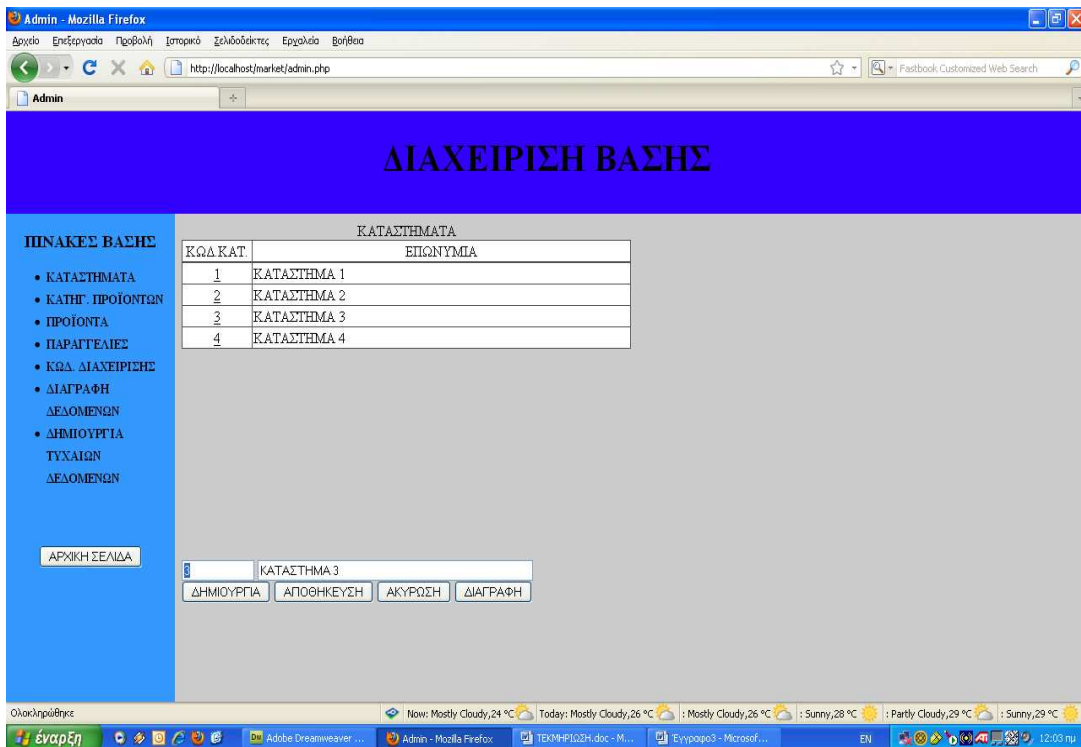 Admin - Mozilla Firefox
Αρχείο Επεξεργασία Προβολή Ιστορικό Σελιδοδείκτες Εργαλεία Βοήθεια
http://localhost/market/admin.php
Fastbook Customized Web Search
Admin
ΔΙΑΧΕΙΡΙΣΗ ΒΑΣΗΣ
ΠΙΝΑΚΕΣ ΒΑΣΗΣ
ΚΑΤΑΣΤΗΜΑΤΑ
ΚΑΤΗΓ. ΠΡΟΪΟΝΤΩΝ
ΠΡΟΪΟΝΤΑ
ΠΑΡΑΓΓΕΛΙΕΣ
ΚΩΔ. ΔΙΑΧΕΙΡΙΣΗΣ
ΔΙΑΓΡΑΦΗ
ΔΕΔΟΜΕΝΩΝ
ΔΗΜΙΟΥΡΓΙΑ
ΤΥΧΑΙΩΝ
ΔΕΔΟΜΕΝΩΝ
ΑΡΧΙΚΗ ΣΕΛΙΔΑ
ΚΑΤΑΣΤΗΜΑΤΑ
ΚΩΔ.ΚΑΤ. ΕΠΩΝΥΜΙΑ
1 ΚΑΤΑΣΤΗΜΑ 1
2 ΚΑΤΑΣΤΗΜΑ 2
3 ΚΑΤΑΣΤΗΜΑ 3
4 ΚΑΤΑΣΤΗΜΑ 4
3 ΚΑΤΑΣΤΗΜΑ 3
ΔΗΜΙΟΥΡΓΙΑ ΑΠΟΘΗΚΕΥΣΗ ΑΚΥΡΩΣΗ ΔΙΑΓΡΑΦΗ
Ολοκληρώθηκε Now: Mostly Cloudy,24 °C Today: Mostly Cloudy,26 °C : Mostly Cloudy,26 °C : Sunny,28 °C : Partly Cloudy,29 °C : Sunny,29 °C
έναρξη Adobe Dreamweaver ... Admin - Mozilla Firefox ΤΕΚΜΗΡΙΩΣΗ.doc - M... Έγγραφο3 - Microsof... EN 12:03 πμ